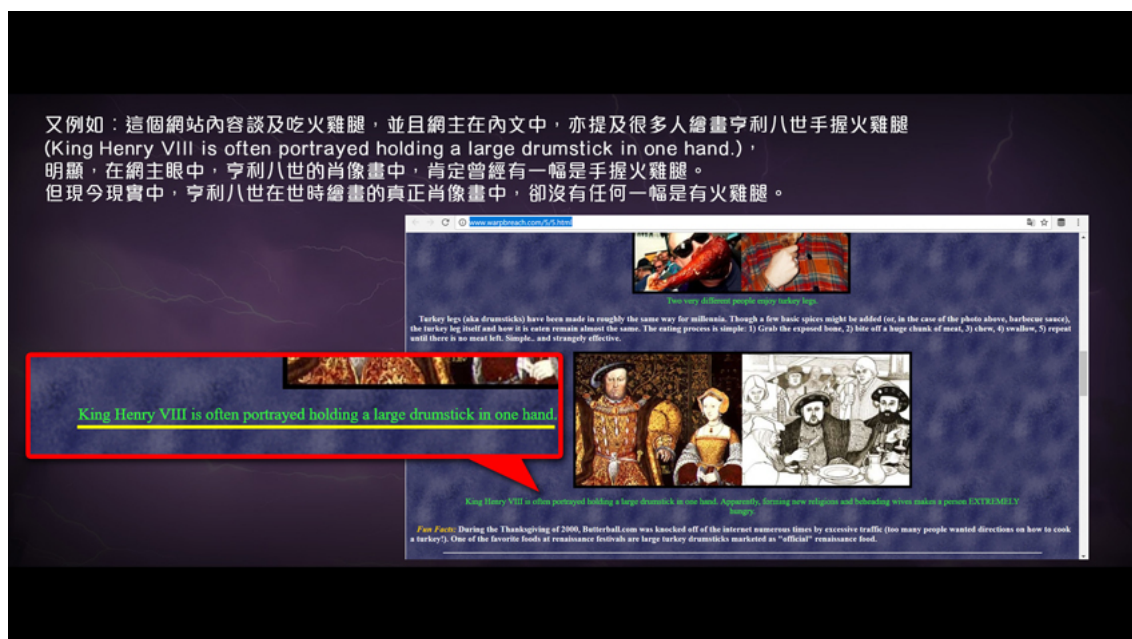 又例如：這個網站內容談及吃火雞腿，並且網主在內文中，亦提及很多人繪畫亨利八世手握火雞腿
(King Henry VIII is often portrayed holding a large drumstick in one hand.)，
明顯，在網主眼中，亨利八世的肖像畫中，肯定曾經有一幅是手握火雞腿。
但現今現實中，亨利八世在世時繪畫的真正肖像畫中，卻沒有任何一幅是有火雞腿。
www.warpbreach.com/5/5.html
Two very different people enjoy turkey legs.
Turkey legs (aka drumsticks) have been made in roughly the same way for millennia. Though a few basic spices might be added (or, in the case of the photo above, barbecue sauce),
the turkey leg itself and how it is eaten remain almost the same. The eating process is simple: 1) Grab the exposed bone, 2) bite off a huge chunk of meat, 3) chew, 4) swallow, 5) repeat
until there is no meat left. Simple.. and strangely effective.
King Henry VIII is often portrayed holding a large drumstick in one hand.
King Henry VIII is often portrayed holding a large drumstick in one hand. Apparently, forming new religions and beheading wives makes a person EXTREMELY
hungry.
Fun Facts: During the Thanksgiving of 2000, Butterball.com was knocked off of the internet numerous times by excessive traffic (too many people wanted directions on how to cook
a turkey!). One of the favorite foods at renaissance festivals are large turkey drumsticks marketed as "official" renaissance food.